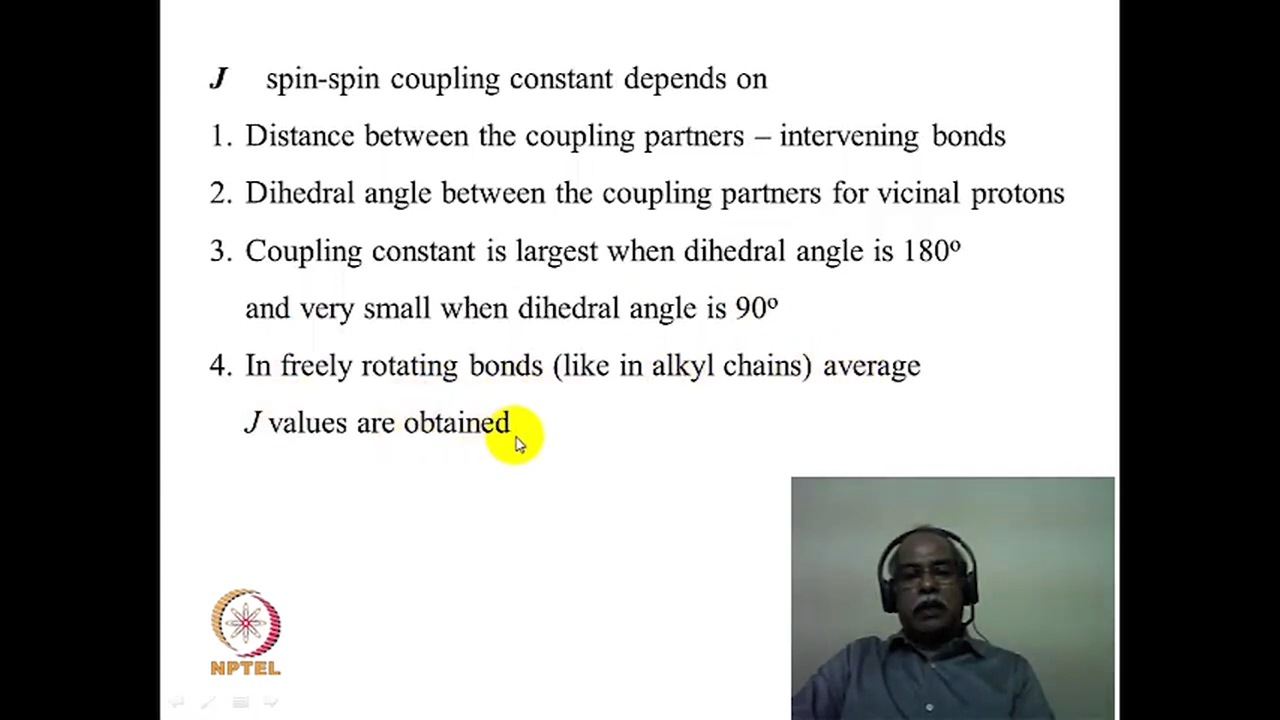 J spin-spin coupling constant depends on
1. Distance between the coupling partners – intervening bonds
2. Dihedral angle between the coupling partners for vicinal protons
3. Coupling constant is largest when dihedral angle is 180º
and very small when dihedral angle is 90º
4. In freely rotating bonds (like in alkyl chains) average
J values are obtained
NPTEL